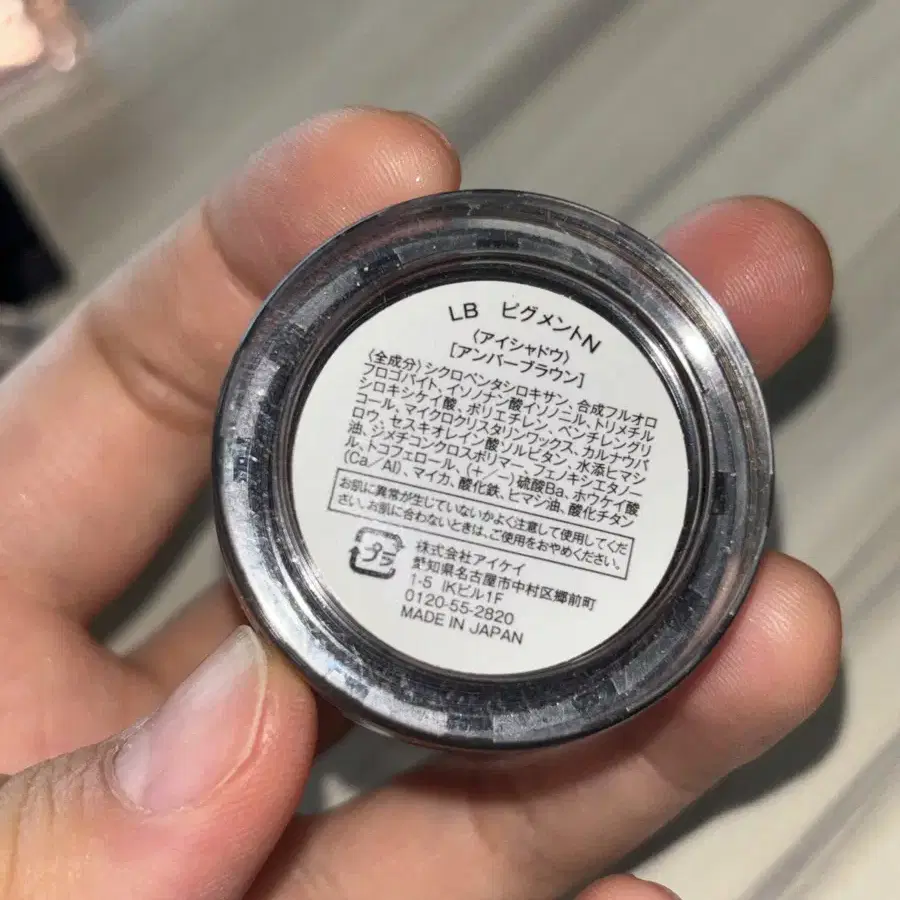 LB ピグメントN
〈アイシャドウ〉
[アンバーブラウン]
〈全成分〉シクロペンタシロキサン、合成フルオロ
フロゴパイト、イソノナン酸イソノニル、トリメチル
シロキシケイ酸、ポリエチレン、ペンチレングリ
コール、マイクロクリスタリンワックス、カルナウバ
ロウ、セスキオレイン酸ソルビタン、水添ヒマシ
油、ジメチコンクロスポリマー、フェノキシエタノー
ル、トコフェロール、(+/-)硫酸Ba、ホウケイ酸
(Ca/Al)、マイカ、酸化鉄、ヒマシ油、酸化チタン
お肌に異常が生じていないかよく注意して使用してくだ
さい。お肌に合わないときは、ご使用をおやめください。
プラ
株式会社アイケイ
愛知県名古屋市中村区郷前町
1-5 IKビル1F
0120-55-2820
MADE IN JAPAN